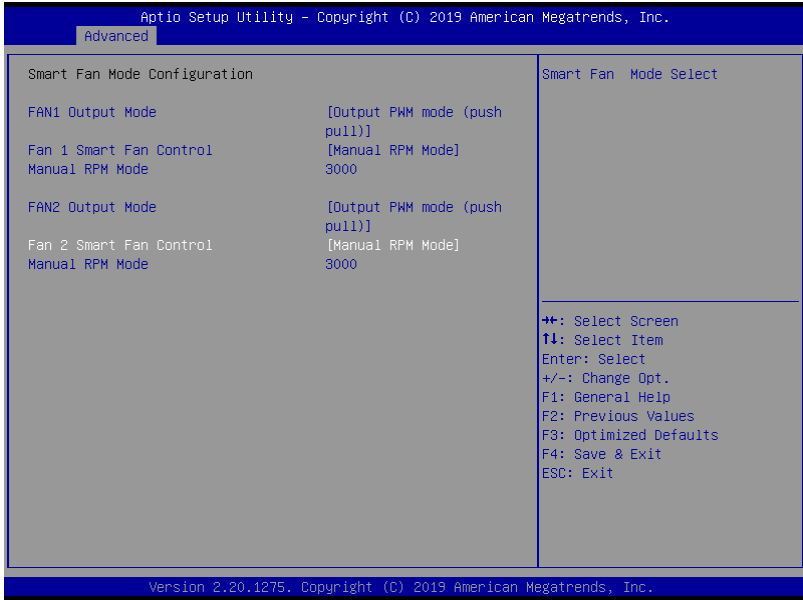 Aptio Setup Utility – Copyright (C) 2019 American Megatrends, Inc.
Advanced
Smart Fan Mode Configuration
FAN1 Output Mode [Output PWM mode (push
pull)]
Fan 1 Smart Fan Control [Manual RPM Mode]
Manual RPM Mode 3000
FAN2 Output Mode [Output PWM mode (push
pull)]
Fan 2 Smart Fan Control [Manual RPM Mode]
Manual RPM Mode 3000
Smart Fan Mode Select
→←: Select Screen
↑↓: Select Item
Enter: Select
+/-: Change Opt.
F1: General Help
F2: Previous Values
F3: Optimized Defaults
F4: Save & Exit
ESC: Exit
Version 2.20.1275. Copyright (C) 2019 American Megatrends, Inc.